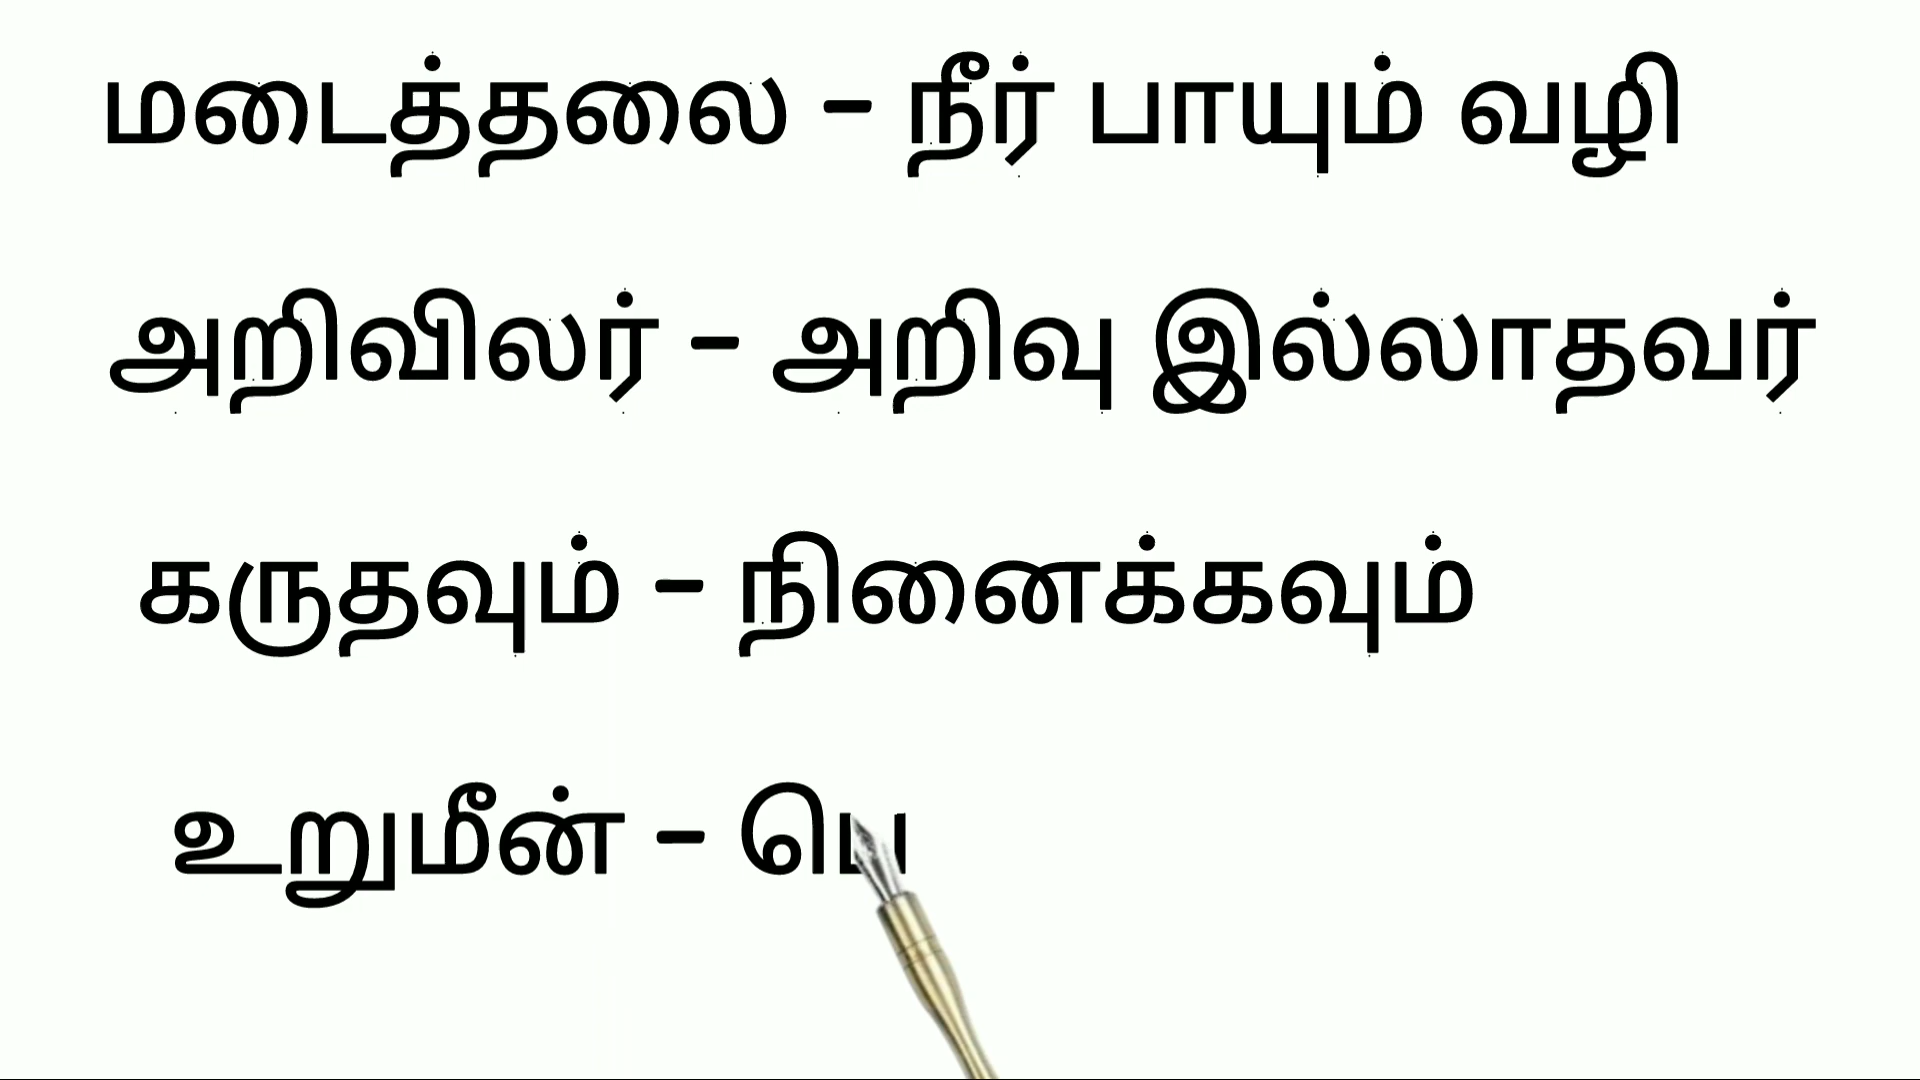 மடைத்தலை - நீர் பாயும் வழி
அறிவிலர் - அறிவு இல்லாதவர்
கருதவும் - நினைக்கவும்
உறுமீன் - பெ